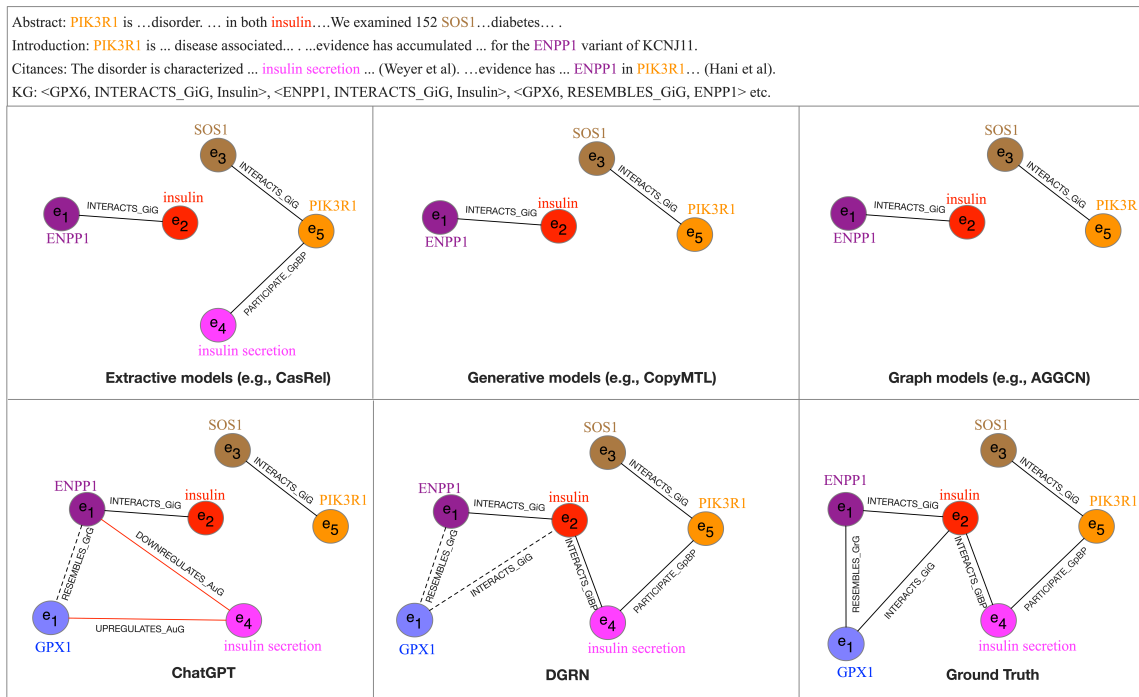 Abstract: PIK3R1 is …disorder. … in both insulin….We examined 152 SOS1…diabetes… .
Introduction: PIK3R1 is ... disease associated... . ...evidence has accumulated ... for the ENPP1 variant of KCNJ11.
Citances: The disorder is characterized ... insulin secretion ... (Weyer et al). …evidence has ... ENPP1 in PIK3R1… (Hani et al).
KG: <GPX6, INTERACTS_GiG, Insulin>, <ENPP1, INTERACTS_GiG, Insulin>, <GPX6, RESEMBLES_GiG, ENPP1> etc.
SOS1
e3
INTERACTS_GiG
insulin
PIK3R1
e1
INTERACTS_GiG
e2
e5
ENPP1
PARTICIPATE_GpBP
e4
insulin secretion
Extractive models (e.g., CasRel)
SOS1
e3
INTERACTS_GiG
insulin
PIK3R1
e1
INTERACTS_GiG
e2
e5
ENPP1
Generative models (e.g., CopyMTL)
SOS1
e3
INTERACTS_GiG
insulin
PIK3R1
e1
INTERACTS_GiG
e2
e5
ENPP1
Graph models (e.g., AGGCN)
SOS1
e3
INTERACTS_GiG
ENPP1
insulin
PIK3R1
e1
INTERACTS_GiG
e2
e5
DOWNREGULATES_AuG
RESEMBLES_GrG
e1
UPREGULATES_AuG
e4
GPX1
insulin secretion
ChatGPT
SOS1
e3
INTERACTS_GiG
ENPP1
insulin
PIK3R1
e1
INTERACTS_GiG
e2
e5
RESEMBLES_GrG
INTERACTS_GiG
INTERACTS_GiBP
PARTICIPATE_GpBP
e1
e4
GPX1
insulin secretion
DGRN
SOS1
e3
INTERACTS_GiG
ENPP1
insulin
PIK3R1
e1
INTERACTS_GiG
e2
e5
RESEMBLES_GrG
INTERACTS_GiG
INTERACTS_GiBP
PARTICIPATE_GpBP
e1
e4
GPX1
insulin secretion
Ground Truth